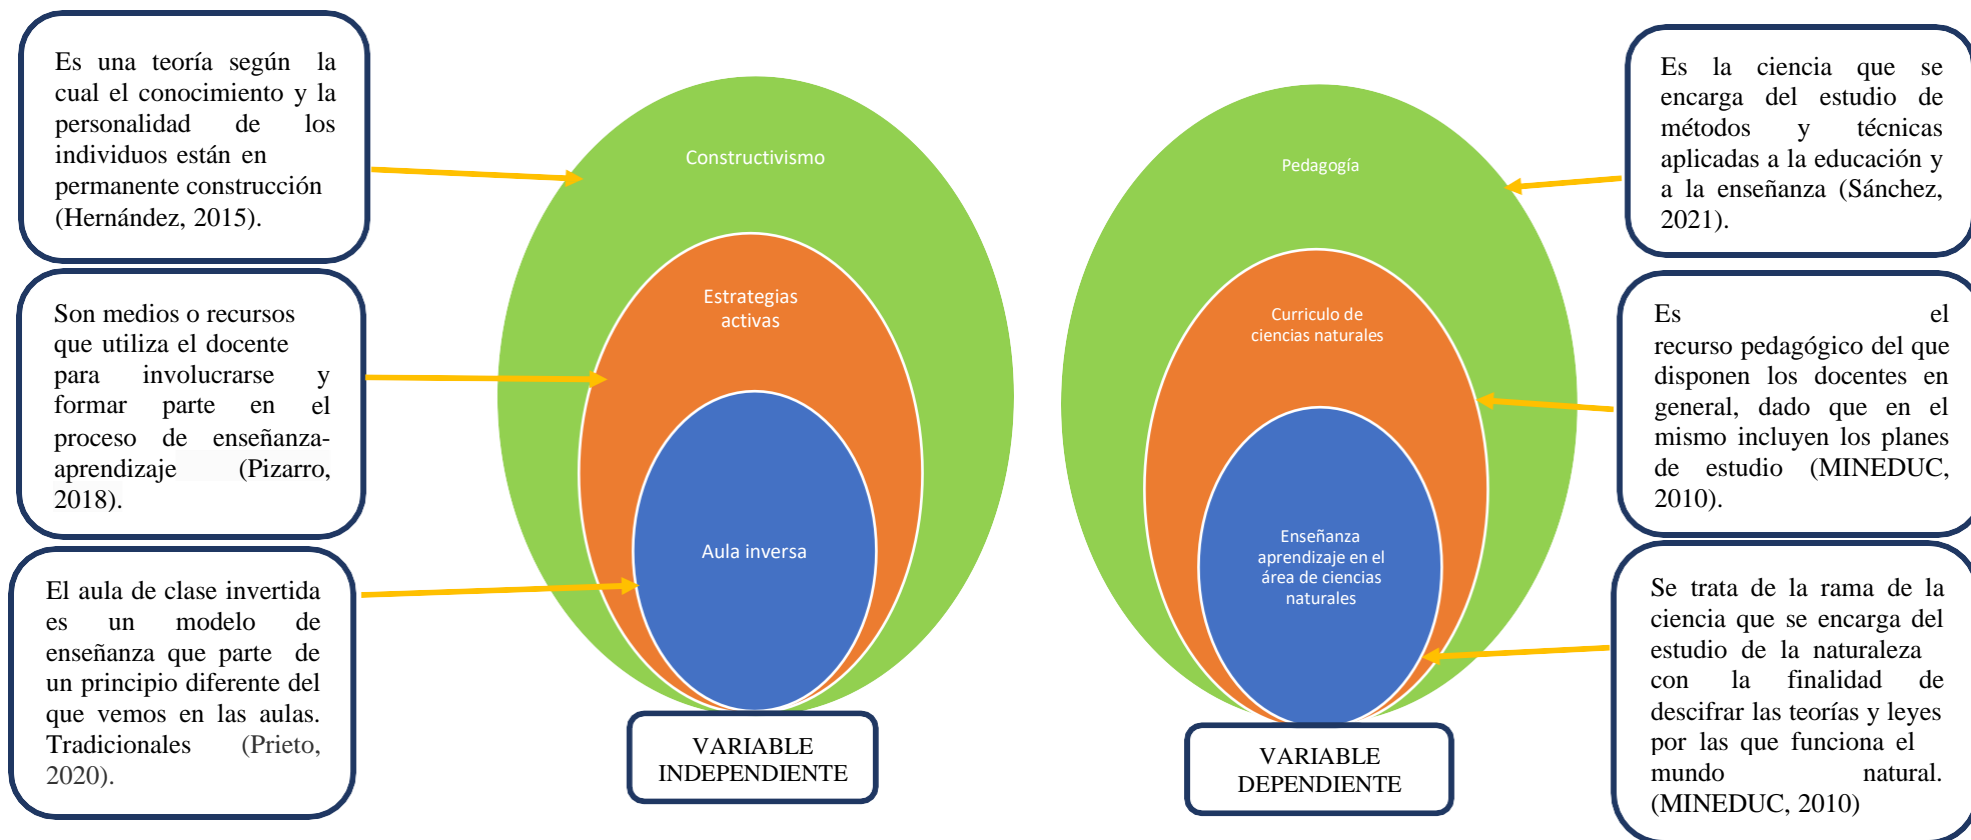 Es una teoría según la
cual el conocimiento y la
personalidad de los
individuos están en
permanente construcción
(Hernández, 2015).
Son medios o recursos
que utiliza el docente
para involucrarse y
formar parte en el
proceso de enseñanza-
aprendizaje (Pizarro,
2018).
El aula de clase invertida
es un modelo de
enseñanza que parte de
un principio diferente del
que vemos en las aulas.
Tradicionales (Prieto,
2020).
Constructivismo
Estrategias
activas
Aula inversa
VARIABLE
INDEPENDIENTE
Pedagogía
Curriculo de
ciencias naturales
Enseñanza
aprendizaje en el
área de ciencias
naturales
VARIABLE
DEPENDIENTE
Es la ciencia que se
encarga del estudio de
métodos y técnicas
aplicadas a la educación y
a la enseñanza (Sánchez,
2021).
Es el
recurso pedagógico del que
disponen los docentes en
general, dado que en el
mismo incluyen los planes
de estudio (MINEDUC,
2010).
Se trata de la rama de la
ciencia que se encarga del
estudio de la naturaleza
con la finalidad de
descifrar las teorías y leyes
por las que funciona el
mundo natural.
(MINEDUC, 2010)